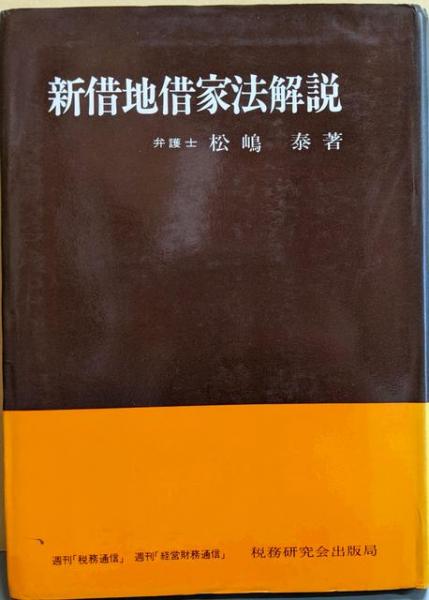 新借地借家法解説
弁護士 松嶋 泰著
週刊「税務通信」 週刊「経営財務通信」 税務研究会出版局